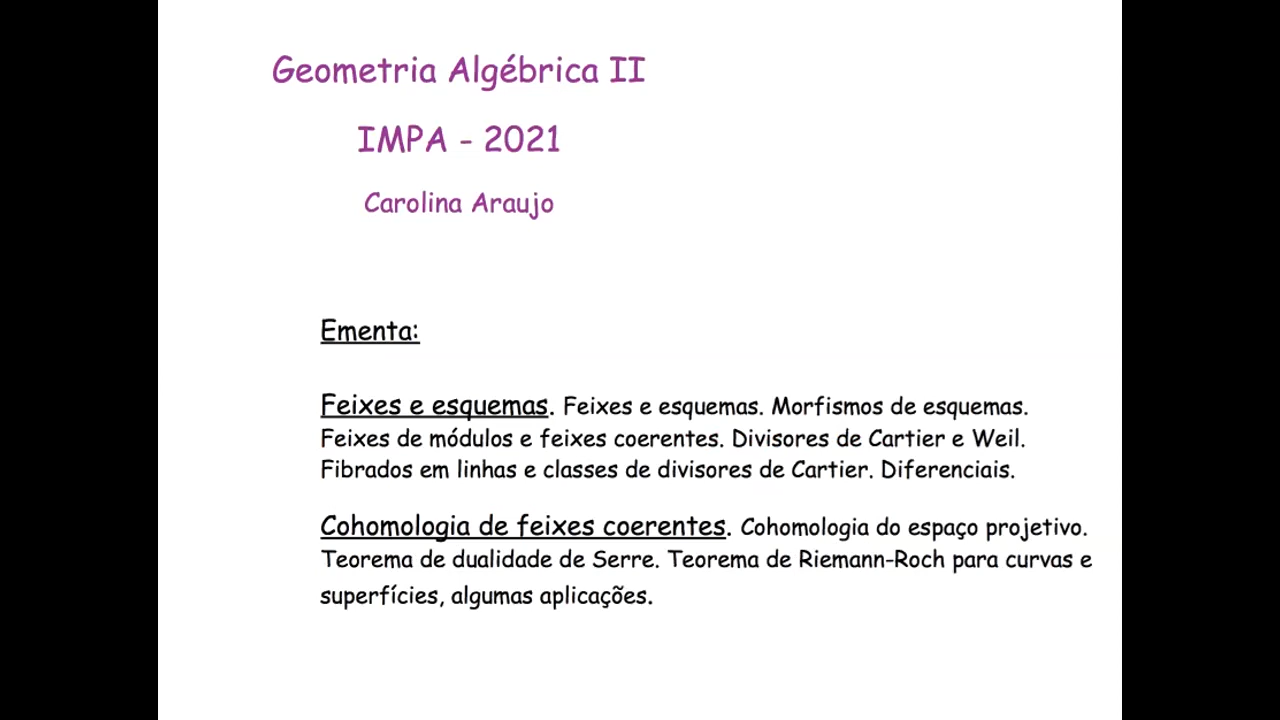 Geometria Algébrica II
IMPA - 2021
Carolina Araujo
Ementa:
Feixes e esquemas. Feixes e esquemas. Morfismos de esquemas.
Feixes de módulos e feixes coerentes. Divisores de Cartier e Weil.
Fibrados em linhas e classes de divisores de Cartier. Diferenciais.
Cohomologia de feixes coerentes. Cohomologia do espaço projetivo.
Teorema de dualidade de Serre. Teorema de Riemann-Roch para curvas e
superfícies, algumas aplicações.